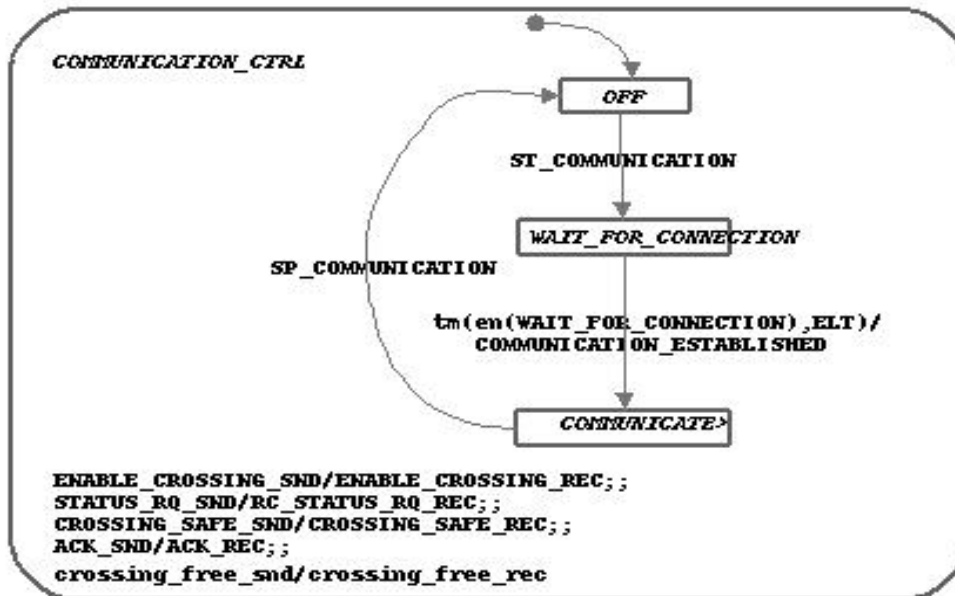 COMMUNICATION_CTRL
OFF
ST_COMMUNICATION
WAIT_FOR_CONNECTION
SP_COMMUNICATION
tm(en(WAIT_FOR_CONNECTION),ELT)/
COMMUNICATION_ESTABLISHED
COMMUNICATE>
ENABLE_CROSSING_SND/ENABLE_CROSSING_REC;;
STATUS_RQ_SND/RC_STATUS_RQ_REC;;
CROSSING_SAFE_SND/CROSSING_SAFE_REC;;
ACK_SND/ACK_REC;;
crossing_free_snd/crossing_free_rec